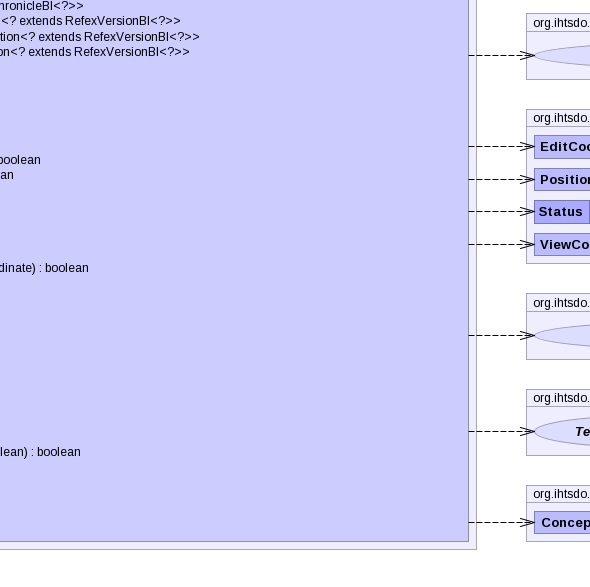 hronicleBI<?>>
<? extends RefexVersionBI<?>>
tion<? extends RefexVersionBI<?>>
on<? extends RefexVersionBI<?>>
boolean
an
dinate) : boolean
lean) : boolean
org.ihtsdo.
org.ihtsdo.
EditCoo
Position
Status
ViewCo
org.ihtsdo.
org.ihtsdo.
Te
org.ihtsdo.
Concep